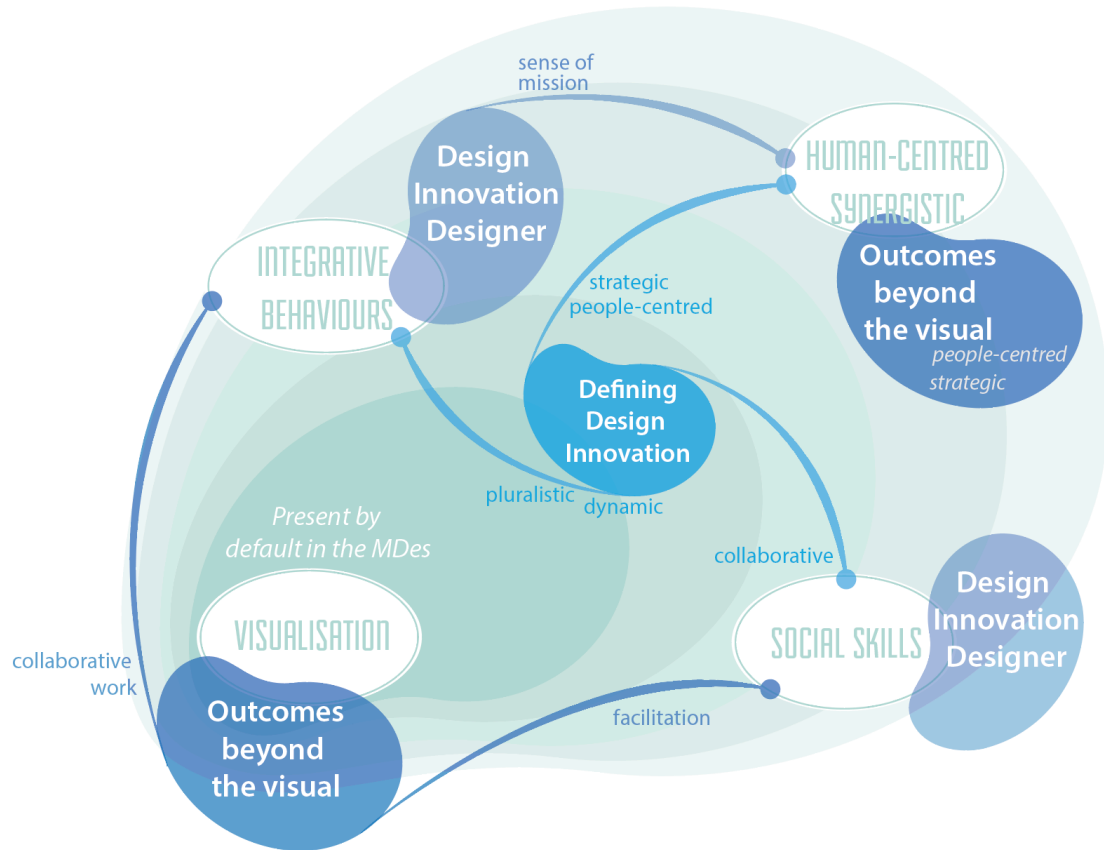 sense of
mission
Design
Innovation
Designer
HUMAN-CENTRED
SYNERGISTIC
INTEGRATIVE
BEHAVIOURS
Outcomes
beyond
the visual
people-centred
strategic
strategic
people-centred
Defining
Design
Innovation
pluralistic
dynamic
Present by
default in the MDes
collaborative
VISUALISATION
SOCIAL SKILLS
Design
Innovation
Designer
collaborative
work
Outcomes
beyond
the visual
facilitation